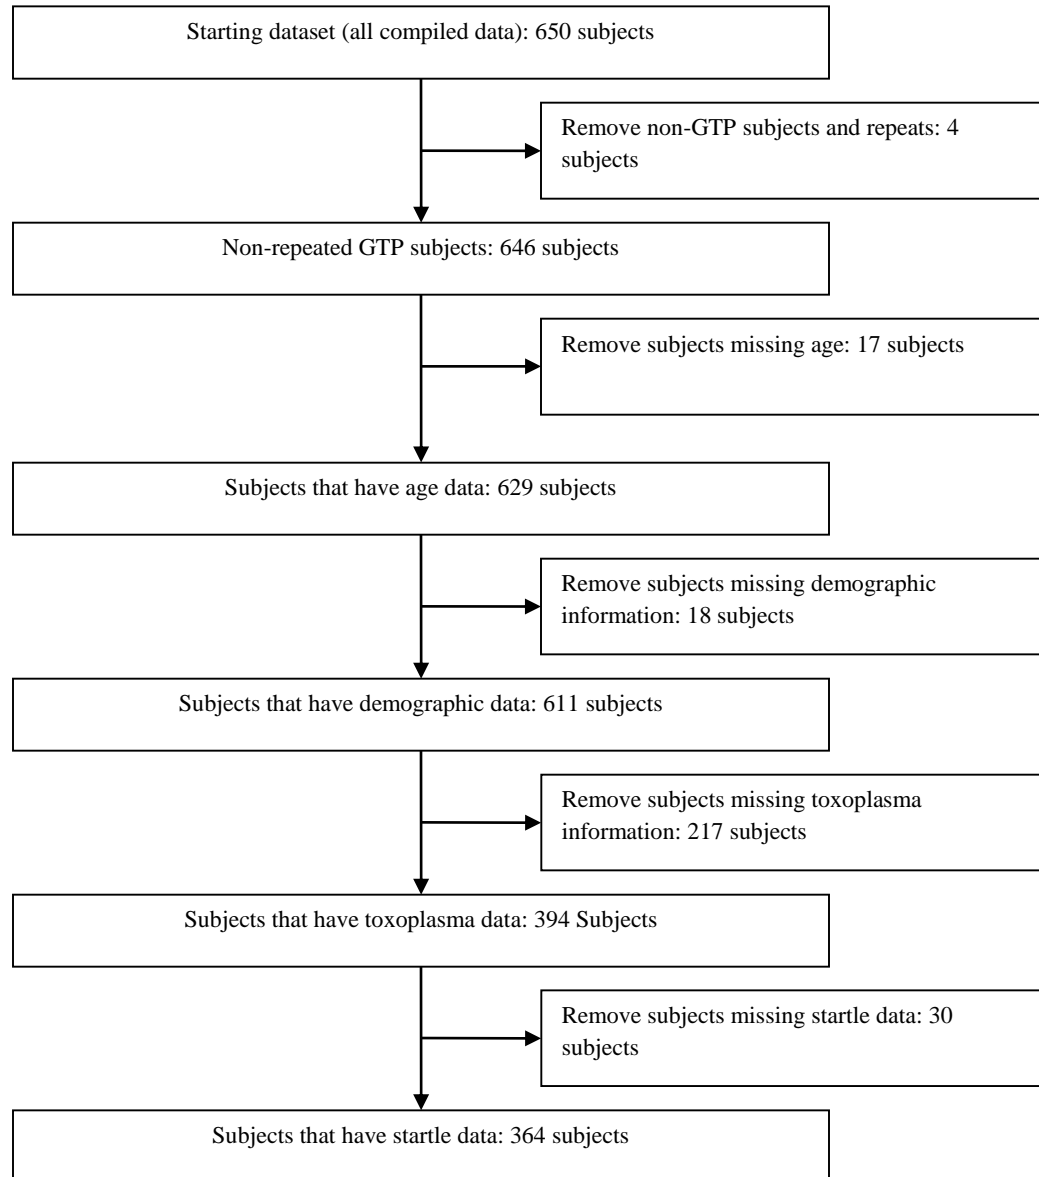 Starting dataset (all compiled data): 650 subjects
Remove non-GTP subjects and repeats: 4
subjects
Non-repeated GTP subjects: 646 subjects
Remove subjects missing age: 17 subjects
Subjects that have age data: 629 subjects
Remove subjects missing demographic
information: 18 subjects
Subjects that have demographic data: 611 subjects
Remove subjects missing toxoplasma
information: 217 subjects
Subjects that have toxoplasma data: 394 Subjects
Remove subjects missing startle data: 30
subjects
Subjects that have startle data: 364 subjects